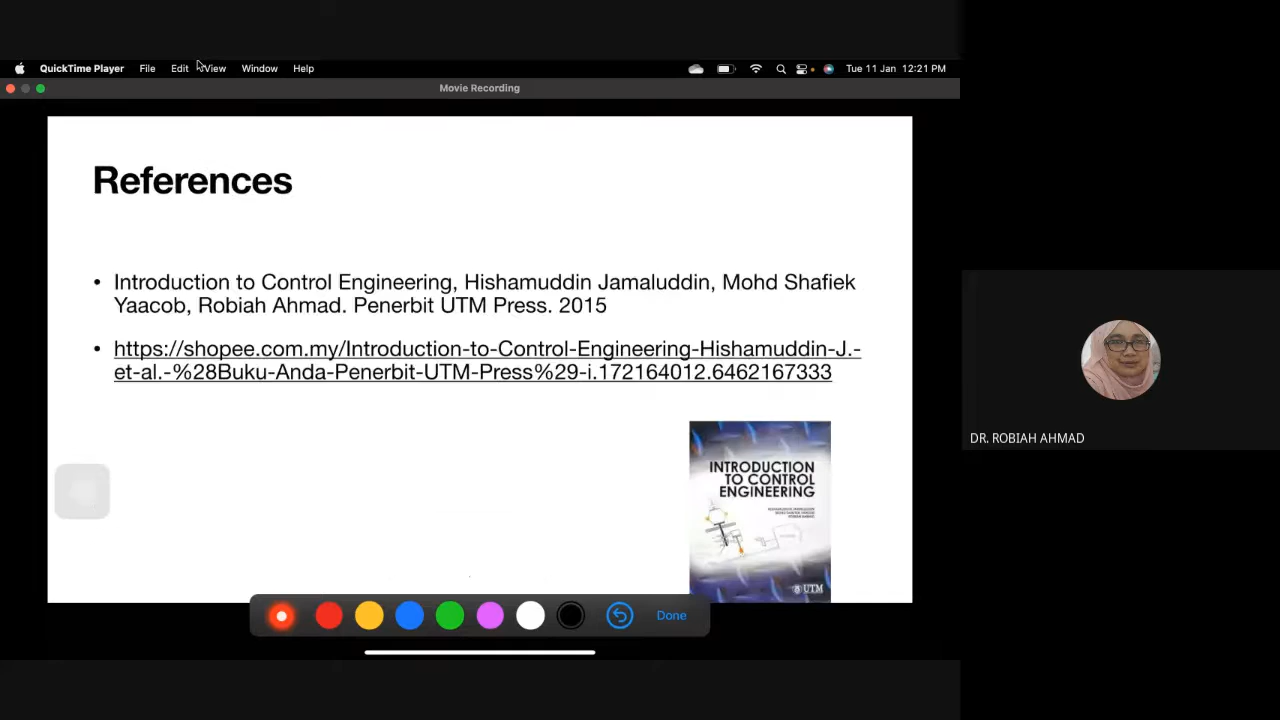 QuickTime Player File Edit View Window Help Tue 11 Jan 12:21 PM
Movie Recording
References
• Introduction to Control Engineering, Hishamuddin Jamaluddin, Mohd Shafiek
Yaacob, Robiah Ahmad. Penerbit UTM Press. 2015
• https://shopee.com.my/Introduction-to-Control-Engineering-Hishamuddin-J.-
et-al.-%28Buku-Anda-Penerbit-UTM-Press%29-i.172164012.6462167333
INTRODUCTION
TO CONTROL
ENGINEERING
UTM
Done
DR. ROBIAH AHMAD